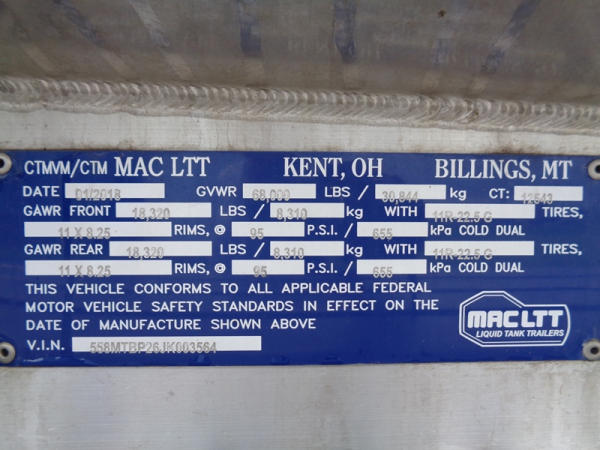 CTMVM/CTM MAC LTT KENT, OH BILLINGS, MT
DATE 01/2018 GVWR 68,000 LBS / 30,844 kg CT: 12543
GAWR FRONT 18,320 LBS / 8,310 kg WITH 11R-22.5 G TIRES,
11 X 8.25 RIMS, @ 95 P.S.I. / 655 kPa COLD DUAL
GAWR REAR 18,320 LBS / 8,310 kg WITH 11R-22.5 G TIRES,
11 X 8.25 RIMS, @ 95 P.S.I. / 655 kPa COLD DUAL
THIS VEHICLE CONFORMS TO ALL APPLICABLE FEDERAL
MOTOR VEHICLE SAFETY STANDARDS IN EFFECT ON THE
DATE OF MANUFACTURE SHOWN ABOVE
V.I.N. 558MTBP26JK003564
MAC LTT
LIQUID TANK TRAILERS